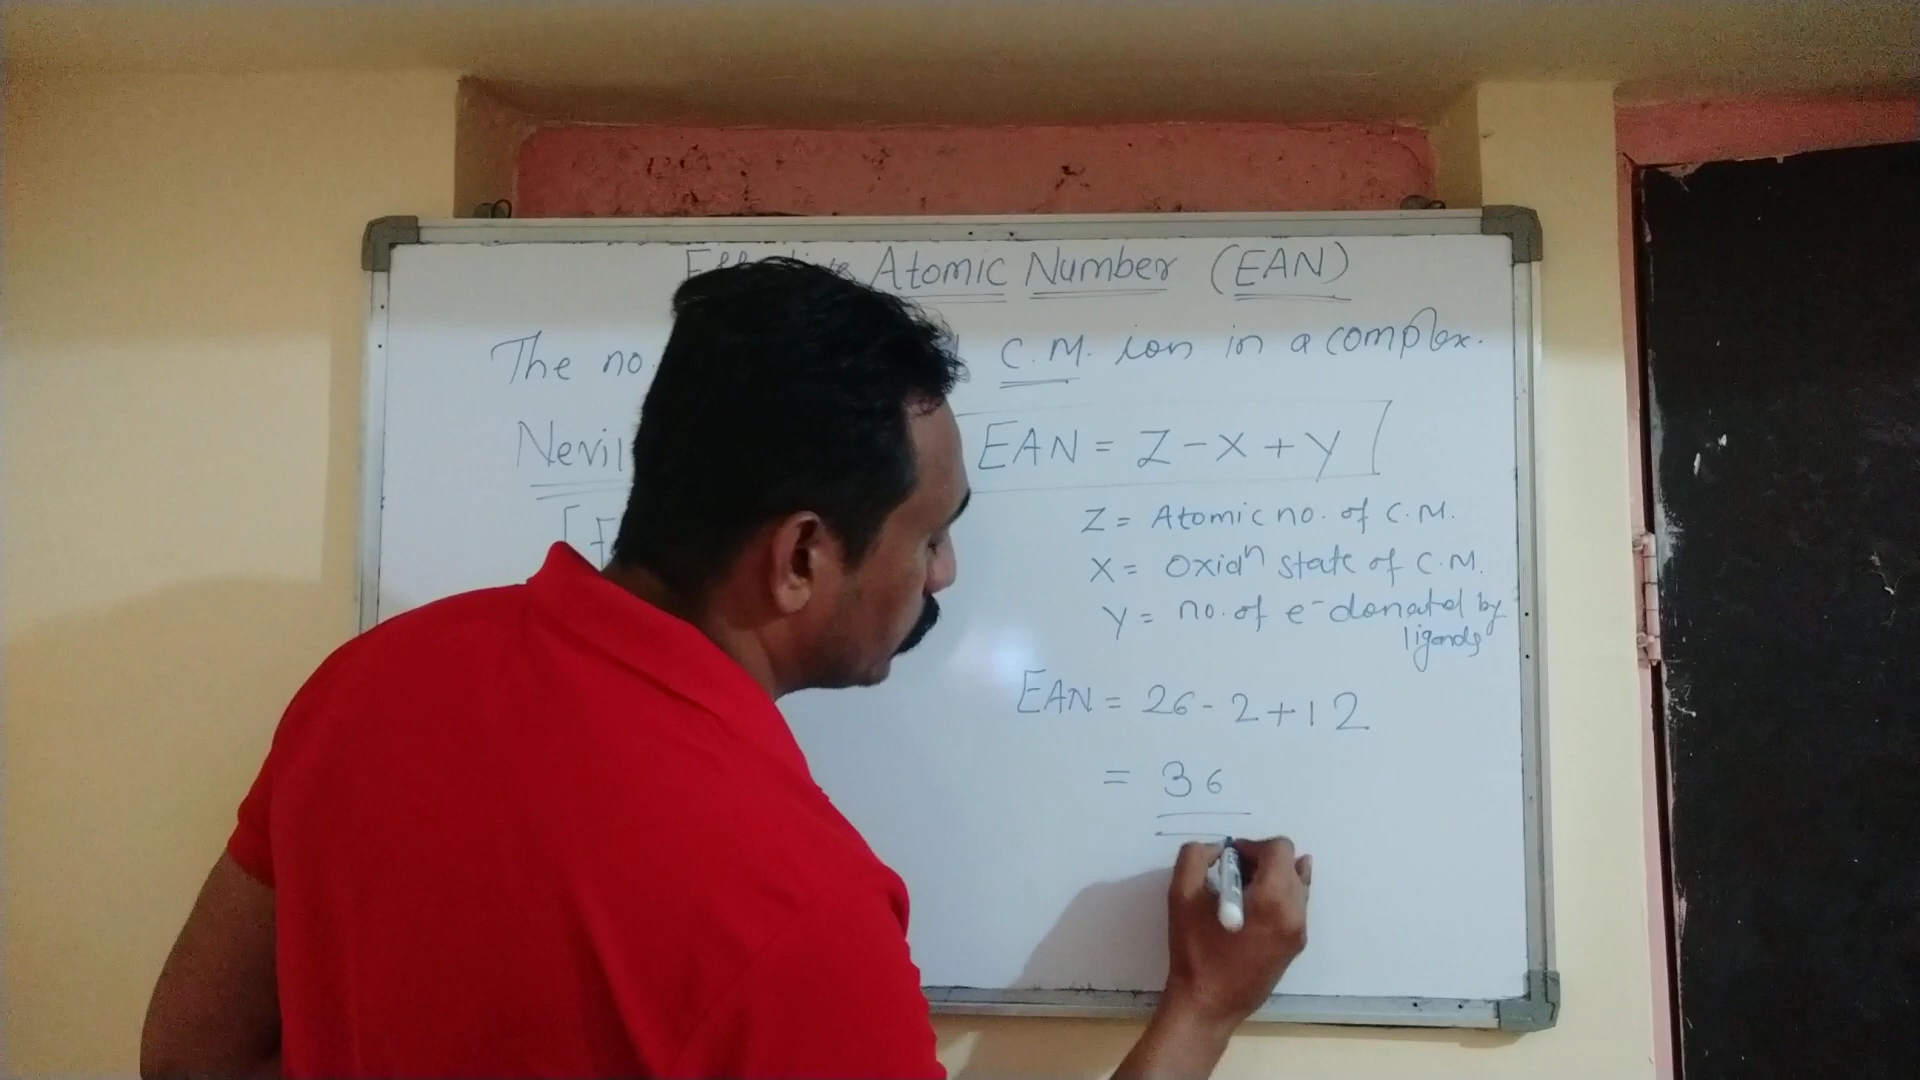 Atomic Number (EAN)
The no. C.M. ion in a complex.
EAN = Z - X + Y
Z = Atomic no. of C.M.
X = Oxidⁿ state of C.M.
Y = no. of e⁻ donated by
ligands
EAN = 26 - 2 + 12
= 36